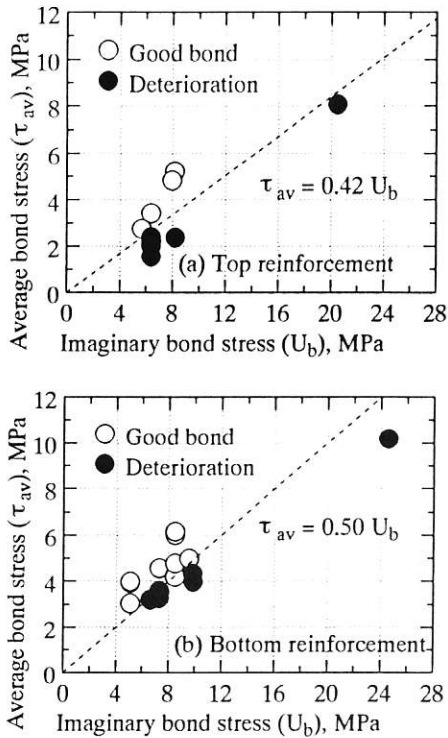 Average bond stress (τav), MPa
12
10
8
6
4
2
0
Good bond
Deterioration
τ av = 0.42 Ub
(a) Top reinforcement
0 4 8 12 16 20 24 28
Imaginary bond stress (Ub), MPa
Average bond stress (τav), MPa
12
10
8
6
4
2
0
Good bond
Deterioration
τ av = 0.50 Ub
(b) Bottom reinforcement
0 4 8 12 16 20 24 28
Imaginary bond stress (Ub), MPa